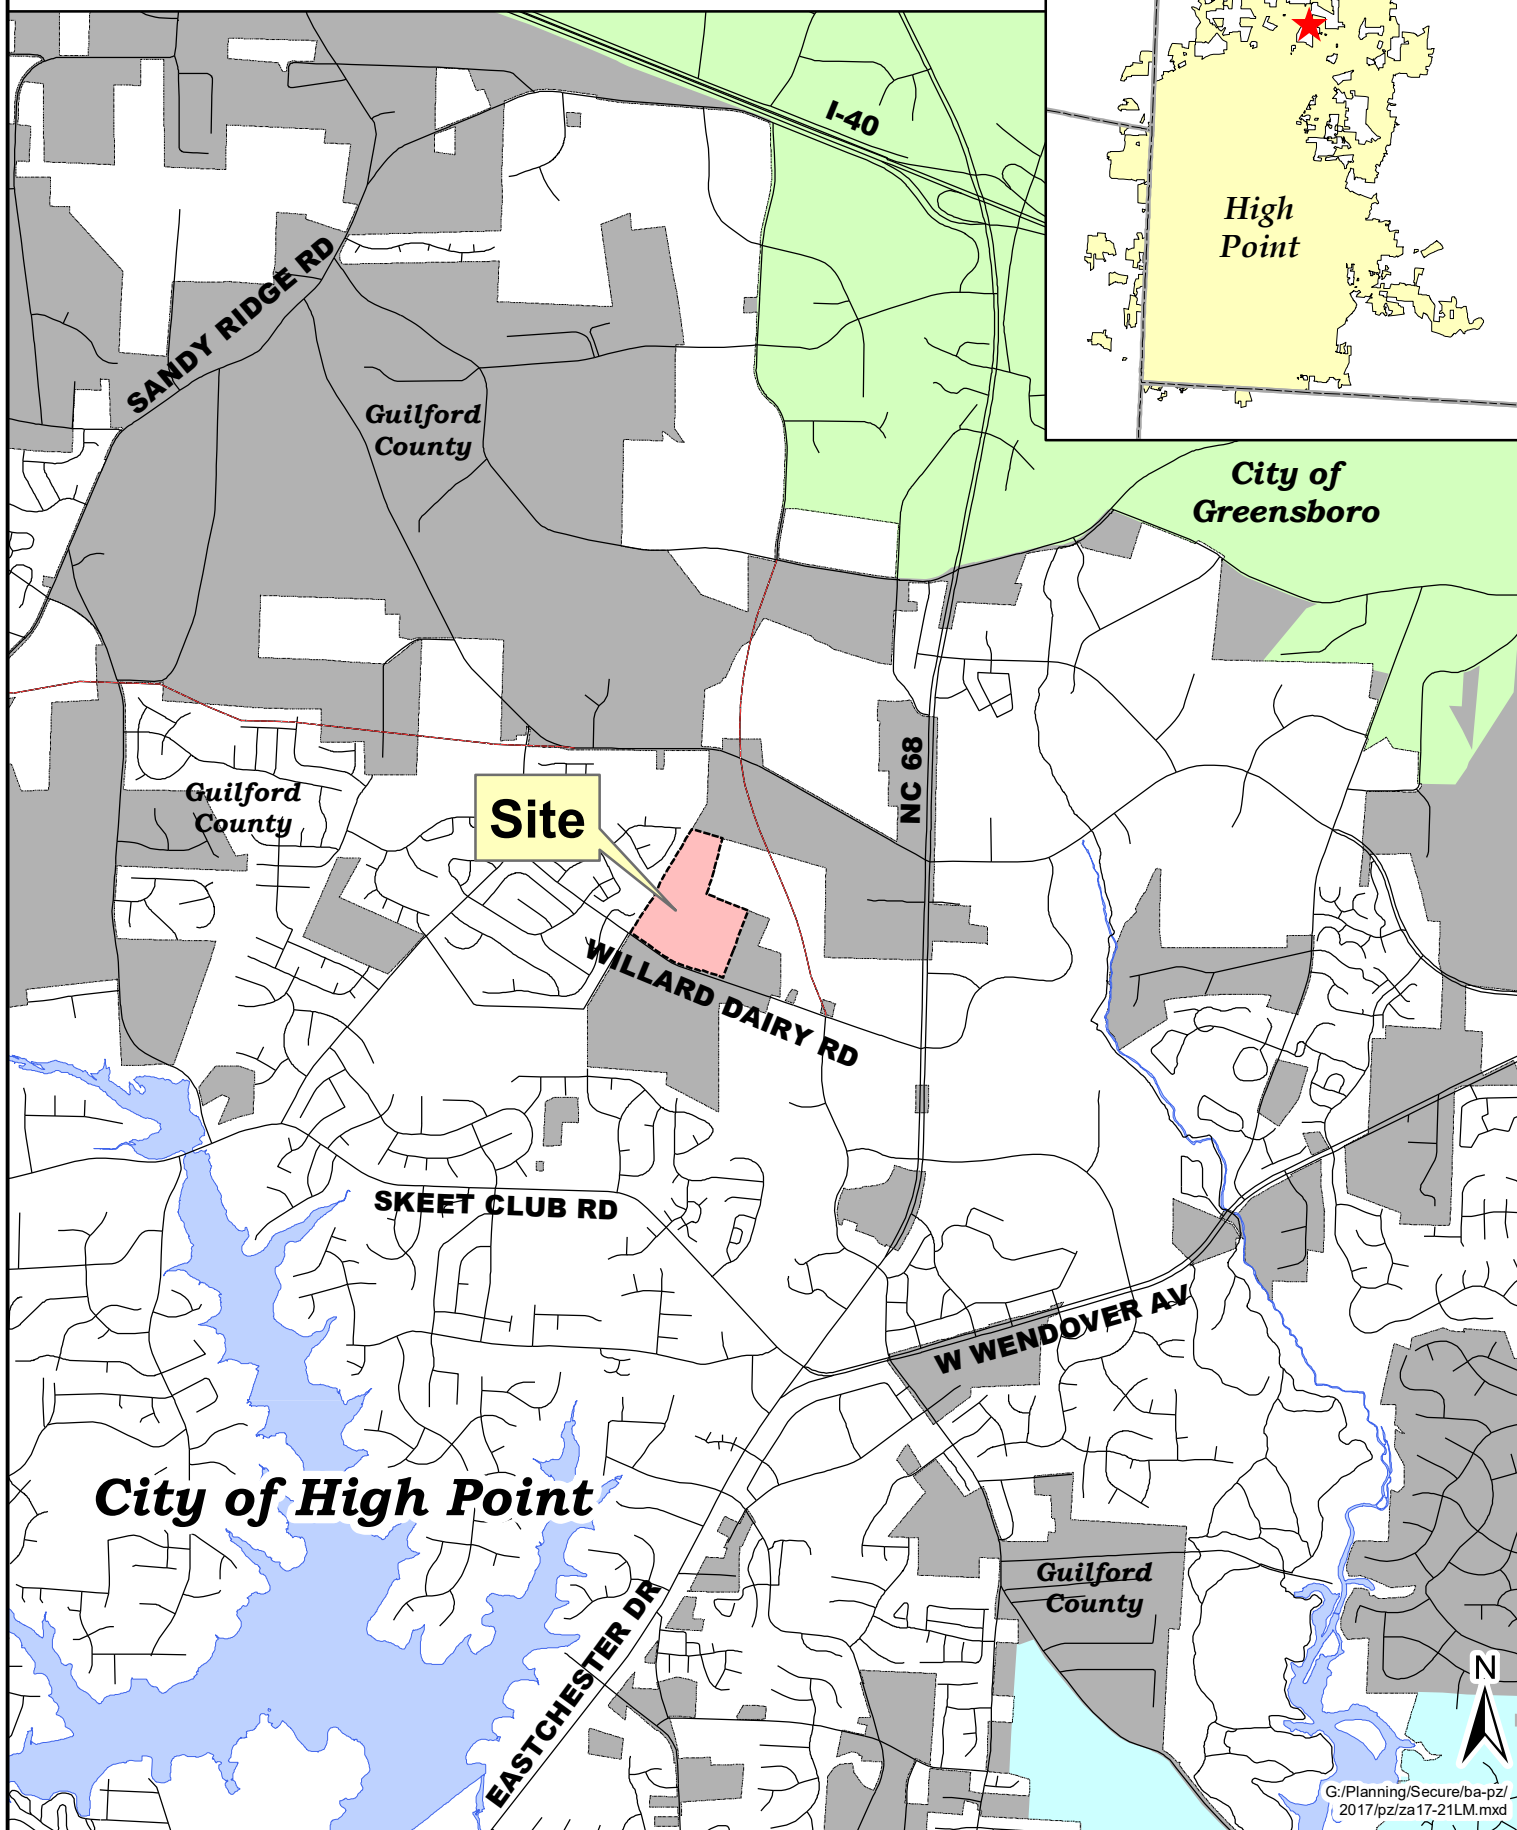 I-40
High
Point
SANDY RIDGE RD
Guilford
County
City of
Greensboro
NC 68
Guilford
County
Site
WILLARD DAIRY RD
SKEET CLUB RD
W WENDOVER AV
City of High Point
Guilford
County
EASTCHESTER DR
N
G:/Planning/Secure/ba-pz/
2017/pz/za17-21LM.mxd